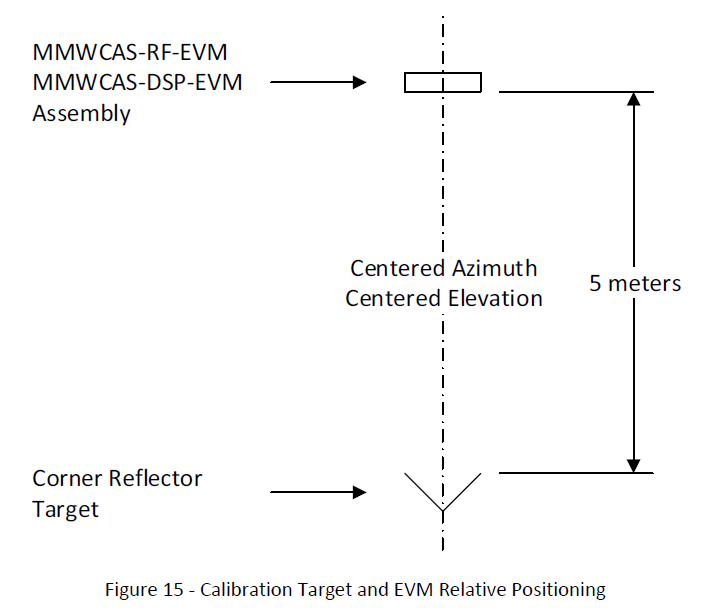 MMWCAS-RF-EVM
MMWCAS-DSP-EVM
Assembly
Centered Azimuth
Centered Elevation
5 meters
Corner Reflector
Target
Figure 15 - Calibration Target and EVM Relative Positioning